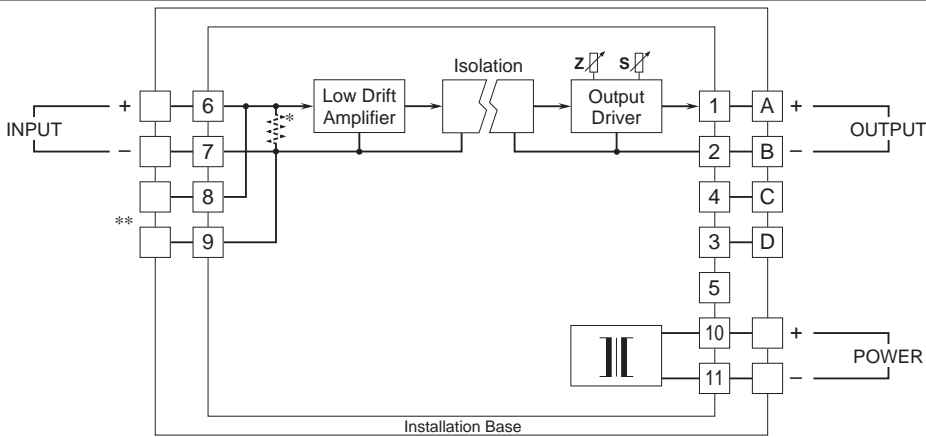 Isolation
Z S
Low Drift
Amplifier
Output
Driver
INPUT
+
−
6
7
8
9
*
**
1 A +
2 B −
OUTPUT
4 C
3 D
5
10 +
11 −
POWER
Installation Base